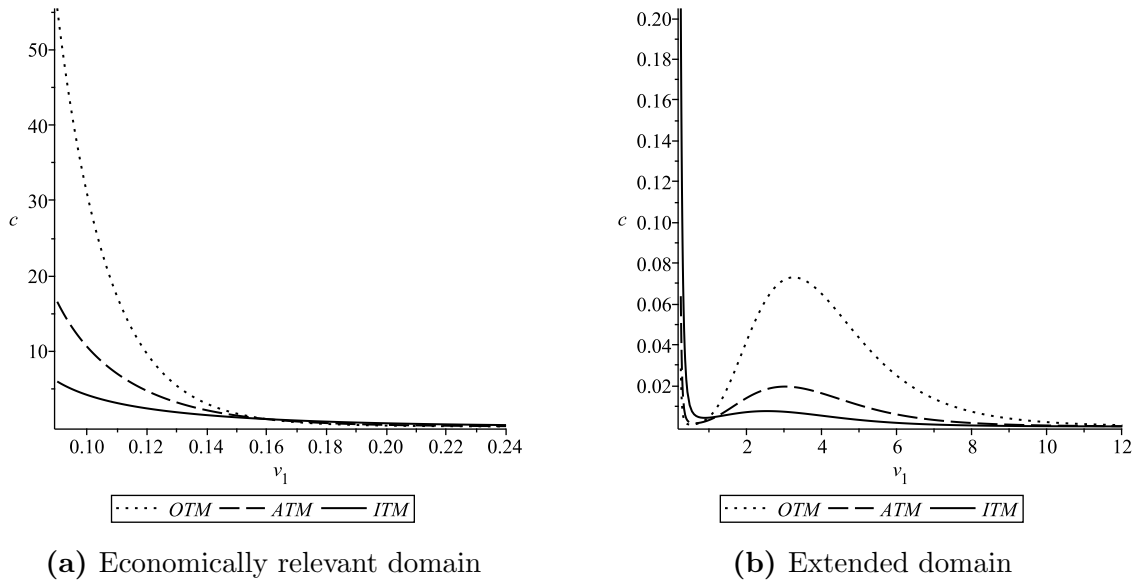 50
40
30
20
10
c
0.10 0.12 0.14 0.16 0.18 0.20 0.22 0.24
v1
OTM ATM ITM
(a) Economically relevant domain
0.20
0.18
0.16
0.14
0.12
0.10
0.08
0.06
0.04
0.02
c
2 4 6 8 10 12
v1
OTM ATM ITM
(b) Extended domain